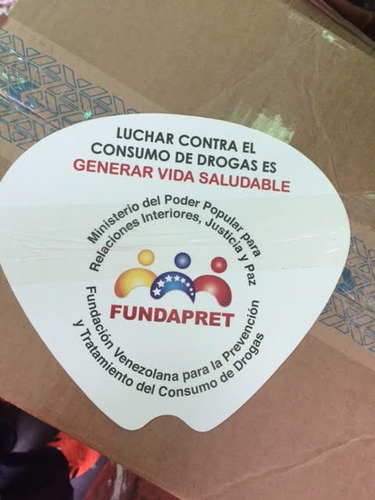 LUCHAR CONTRA EL
CONSUMO DE DROGAS ES
GENERAR VIDA SALUDABLE
Ministerio del Poder Popular para
Relaciones Interiores, Justicia y Paz
FUNDAPRET
Fundación Venezolana para la Prevención
y Tratamiento del Consumo de Drogas